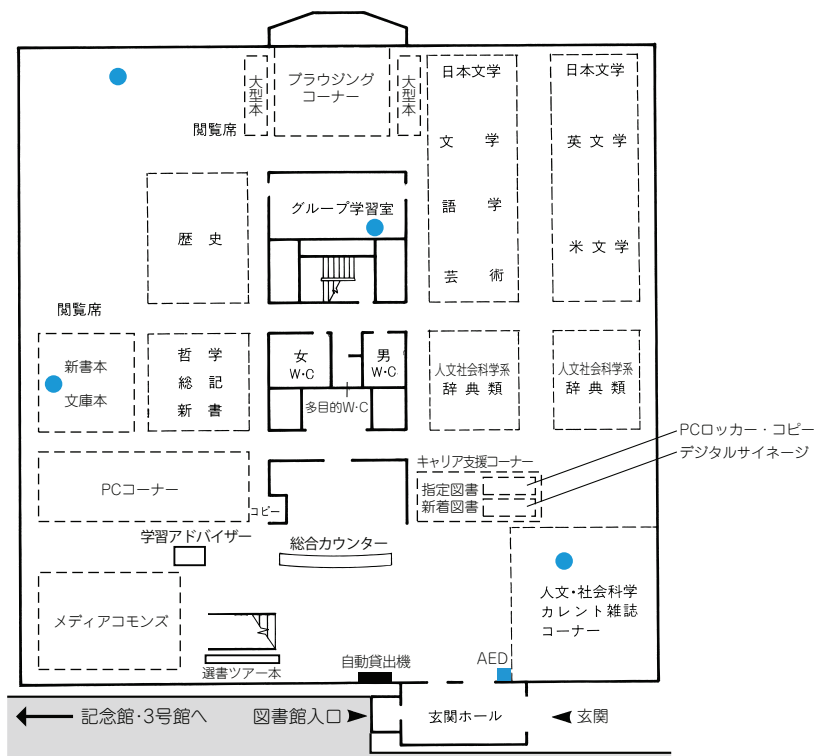 大型本
ブラウジング
コーナー
大型本
日本文学
日本文学
閲覧席
文学
英文学
グループ学習室
語学
歴史
米文学
芸術
閲覧席
新書本
文庫本
哲学
総記
新書
女
W・C
男
W・C
多目的W・C
人文社会科学系
辞典類
人文社会科学系
辞典類
PCロッカー・コピー
デジタルサイネージ
キャリア支援コーナー
指定図書
新着図書
PCコーナー
コピー
学習アドバイザー
総合カウンター
人文・社会科学
カレント雑誌
コーナー
メディアコモンズ
選書ツアー本
自動貸出機
AED
記念館・3号館へ
図書館入口
玄関ホール
玄関